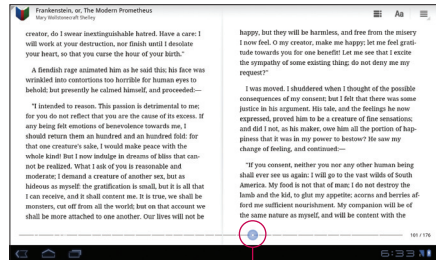 Frankenstein, or, The Modern Prometheus
Mary Wollstonecraft Shelley
Aa
creator, do I swear inextinguishable hatred. Have a care: I
will work at your destruction, nor finish until I desolate
your heart, so that you curse the hour of your birth."
A fiendish rage animated him as he said this; his face was
wrinkled into contortions too horrible for human eyes to
behold; but presently he calmed himself, and proceeded:—
"I intended to reason. This passion is detrimental to me;
for you do not reflect that you are the cause of its excess. If
any being felt emotions of benevolence towards me, I
should return them an hundred and an hundred fold; for
that one creature's sake, I would make peace with the
whole kind! But I now indulge in dreams of bliss that can-
not be realized. What I ask of you is reasonable and
moderate; I demand a creature of another sex, but as
hideous as myself: the gratification is small, but it is all that
I can receive, and it shall content me. It is true, we shall be
monsters, cut off from all the world; but on that account we
shall be more attached to one another. Our lives will not be
happy, but they will be harmless, and free from the misery
I now feel. O my creator, make me happy; let me feel grati-
tude towards you for one benefit! Let me see that I excite
the sympathy of some existing thing; do not deny me my
request?"
I was moved. I shuddered when I thought of the possible
consequences of my consent; but I felt that there was some
justice in his argument. His tale, and the feelings he now
expressed, proved him to be a creature of fine sensations;
and did I not, as his maker, owe him all the portion of hap-
piness that it was in my power to bestow? He saw my
change of feeling, and continued:—
"If you consent, neither you nor any other human being
shall ever see us again: I will go to the vast wilds of South
America. My food is not that of man; I do not destroy the
lamb and the kid, to glut my appetite; acorns and berries af-
ford me sufficient nourishment. My companion will be of
the same nature as myself, and will be content with the
101 / 176
6:33